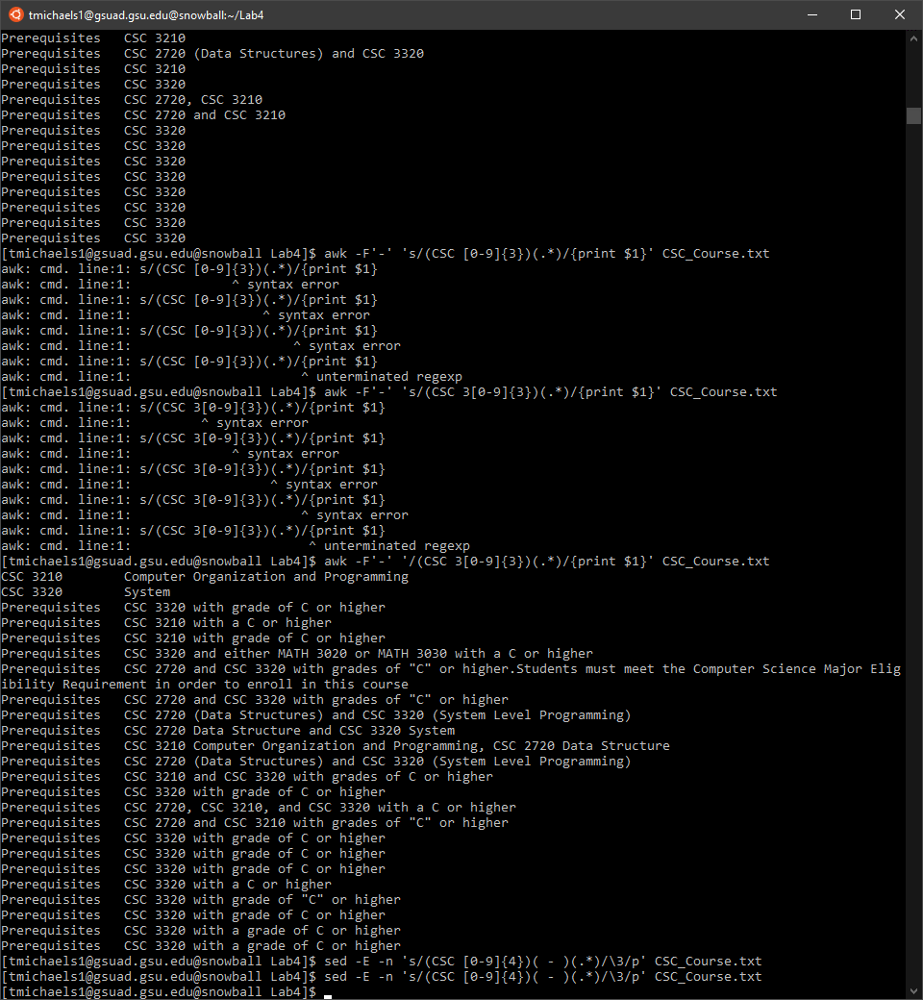 tmichaels1@gsuad.gsu.edu@snowball:~/Lab4
Prerequisites   CSC 3210
Prerequisites   CSC 2720 (Data Structures) and CSC 3320
Prerequisites   CSC 3210
Prerequisites   CSC 3320
Prerequisites   CSC 2720, CSC 3210
Prerequisites   CSC 2720 and CSC 3210
Prerequisites   CSC 3320
Prerequisites   CSC 3320
Prerequisites   CSC 3320
Prerequisites   CSC 3320
Prerequisites   CSC 3320
Prerequisites   CSC 3320
Prerequisites   CSC 3320
Prerequisites   CSC 3320
[tmichaels1@gsuad.gsu.edu@snowball Lab4]$ awk -F'-' 's/(CSC [0-9]{3})(.*)/{print $1}' CSC_Course.txt
awk: cmd. line:1: s/(CSC [0-9]{3})(.*)/{print $1}
awk: cmd. line:1:             ^ syntax error
awk: cmd. line:1: s/(CSC [0-9]{3})(.*)/{print $1}
awk: cmd. line:1:                 ^ syntax error
awk: cmd. line:1: s/(CSC [0-9]{3})(.*)/{print $1}
awk: cmd. line:1:                     ^ syntax error
awk: cmd. line:1: s/(CSC [0-9]{3})(.*)/{print $1}
awk: cmd. line:1:                      ^ unterminated regexp
[tmichaels1@gsuad.gsu.edu@snowball Lab4]$ awk -F'-' 's/(CSC 3[0-9]{3})(.*)/{print $1}' CSC_Course.txt
awk: cmd. line:1: s/(CSC 3[0-9]{3})(.*)/{print $1}
awk: cmd. line:1:         ^ syntax error
awk: cmd. line:1: s/(CSC 3[0-9]{3})(.*)/{print $1}
awk: cmd. line:1:             ^ syntax error
awk: cmd. line:1: s/(CSC 3[0-9]{3})(.*)/{print $1}
awk: cmd. line:1:                  ^ syntax error
awk: cmd. line:1: s/(CSC 3[0-9]{3})(.*)/{print $1}
awk: cmd. line:1:                      ^ syntax error
awk: cmd. line:1: s/(CSC 3[0-9]{3})(.*)/{print $1}
awk: cmd. line:1:                       ^ unterminated regexp
[tmichaels1@gsuad.gsu.edu@snowball Lab4]$ awk -F'-' '/(CSC 3[0-9]{3})(.*)/{print $1}' CSC_Course.txt
CSC 3210        Computer Organization and Programming
CSC 3320        System
Prerequisites   CSC 3320 with grade of C or higher
Prerequisites   CSC 3210 with a C or higher
Prerequisites   CSC 3210 with grade of C or higher
Prerequisites   CSC 3320 and either MATH 3020 or MATH 3030 with a C or higher
Prerequisites   CSC 2720 and CSC 3320 with grades of "C" or higher.Students must meet the Computer Science Major Elig
ibility Requirement in order to enroll in this course
Prerequisites   CSC 2720 and CSC 3320 with grades of "C" or higher
Prerequisites   CSC 2720 (Data Structures) and CSC 3320 (System Level Programming)
Prerequisites   CSC 2720 Data Structure and CSC 3320 System
Prerequisites   CSC 3210 Computer Organization and Programming, CSC 2720 Data Structure
Prerequisites   CSC 2720 (Data Structures) and CSC 3320 (System Level Programming)
Prerequisites   CSC 3210 and CSC 3320 with grades of C or higher
Prerequisites   CSC 3320 with grade of C or higher
Prerequisites   CSC 2720, CSC 3210, and CSC 3320 with a C or higher
Prerequisites   CSC 2720 and CSC 3210 with grades of "C" or higher
Prerequisites   CSC 3320 with grade of C or higher
Prerequisites   CSC 3320 with grade of C or higher
Prerequisites   CSC 3320 with grade of C or higher
Prerequisites   CSC 3320 with a C or higher
Prerequisites   CSC 3320 with grade of "C" or higher
Prerequisites   CSC 3320 with grade of C or higher
Prerequisites   CSC 3320 with a grade of C or higher
Prerequisites   CSC 3320 with a grade of C or higher
[tmichaels1@gsuad.gsu.edu@snowball Lab4]$ sed -E -n 's/(CSC [0-9]{4})( - )(.*)/\3/p' CSC_Course.txt
[tmichaels1@gsuad.gsu.edu@snowball Lab4]$ sed -E -n 's/(CSC [0-9]{4})( - )(.*)/\3/p' CSC_Course.txt
[tmichaels1@gsuad.gsu.edu@snowball Lab4]$